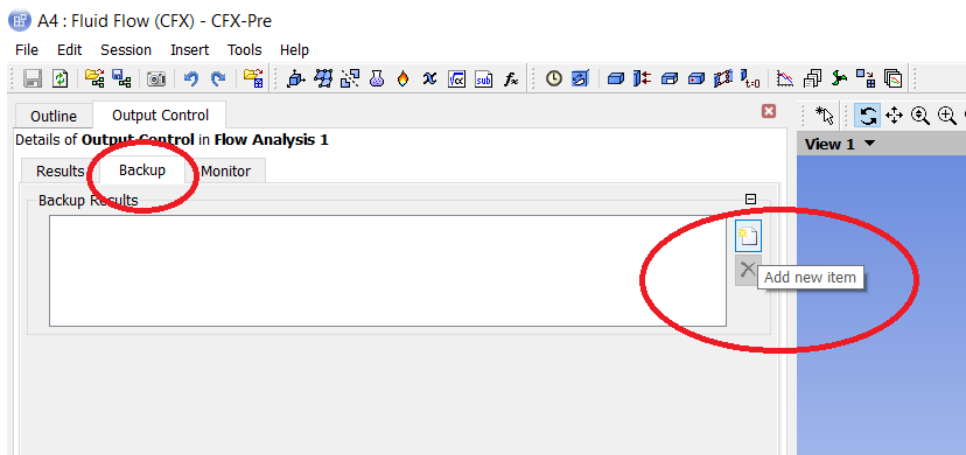 A4 : Fluid Flow (CFX) - CFX-Pre
File Edit Session Insert Tools Help
Outline Output Control
Details of Output Control in Flow Analysis 1
View 1
Results Backup Monitor
Backup Results
Add new item